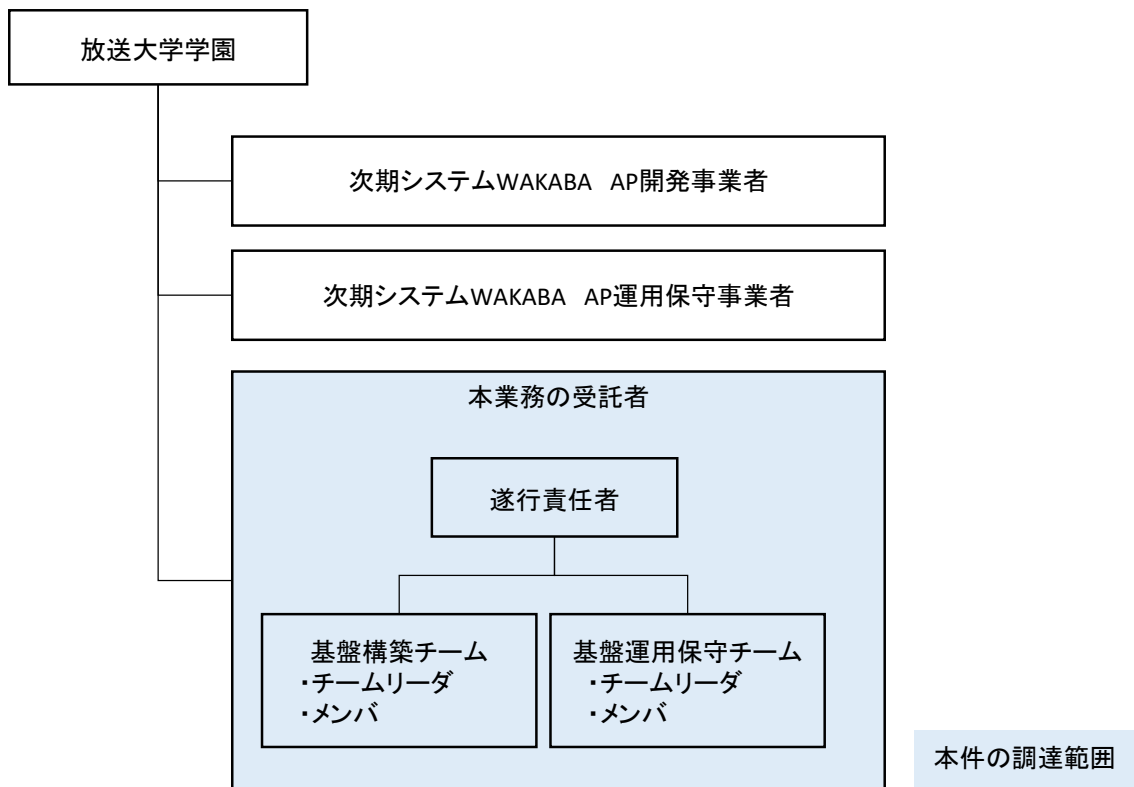 放送大学学園
次期システムWAKABA　AP開発事業者
次期システムWAKABA　AP運用保守事業者
本業務の受託者
遂行責任者
基盤構築チーム
・チームリーダ
・メンバ
基盤運用保守チーム
・チームリーダ
・メンバ
本件の調達範囲